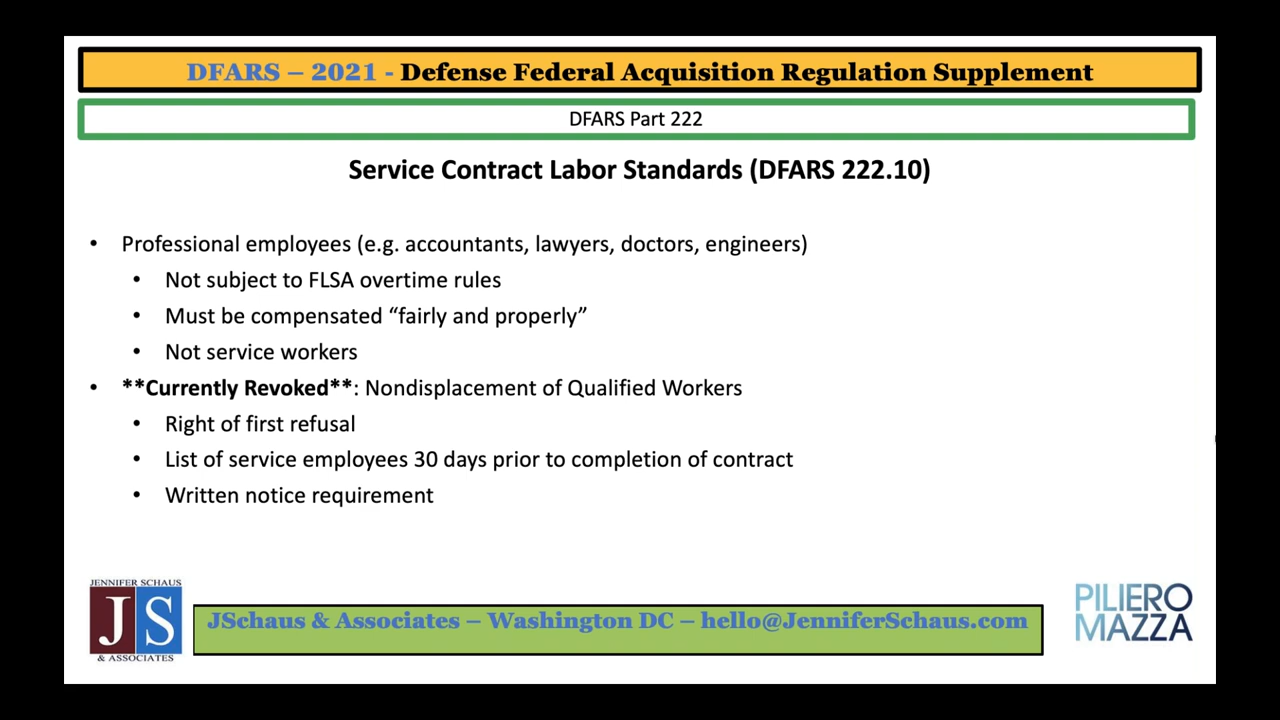 DFARS – 2021 - Defense Federal Acquisition Regulation Supplement
DFARS Part 222
Service Contract Labor Standards (DFARS 222.10)
• Professional employees (e.g. accountants, lawyers, doctors, engineers)
• Not subject to FLSA overtime rules
• Must be compensated “fairly and properly”
• Not service workers
• **Currently Revoked**: Nondisplacement of Qualified Workers
• Right of first refusal
• List of service employees 30 days prior to completion of contract
• Written notice requirement
JENNIFER SCHAUS
JS
& ASSOCIATES
JSchaus & Associates – Washington DC – hello@JenniferSchaus.com
PILIERO
MAZZA